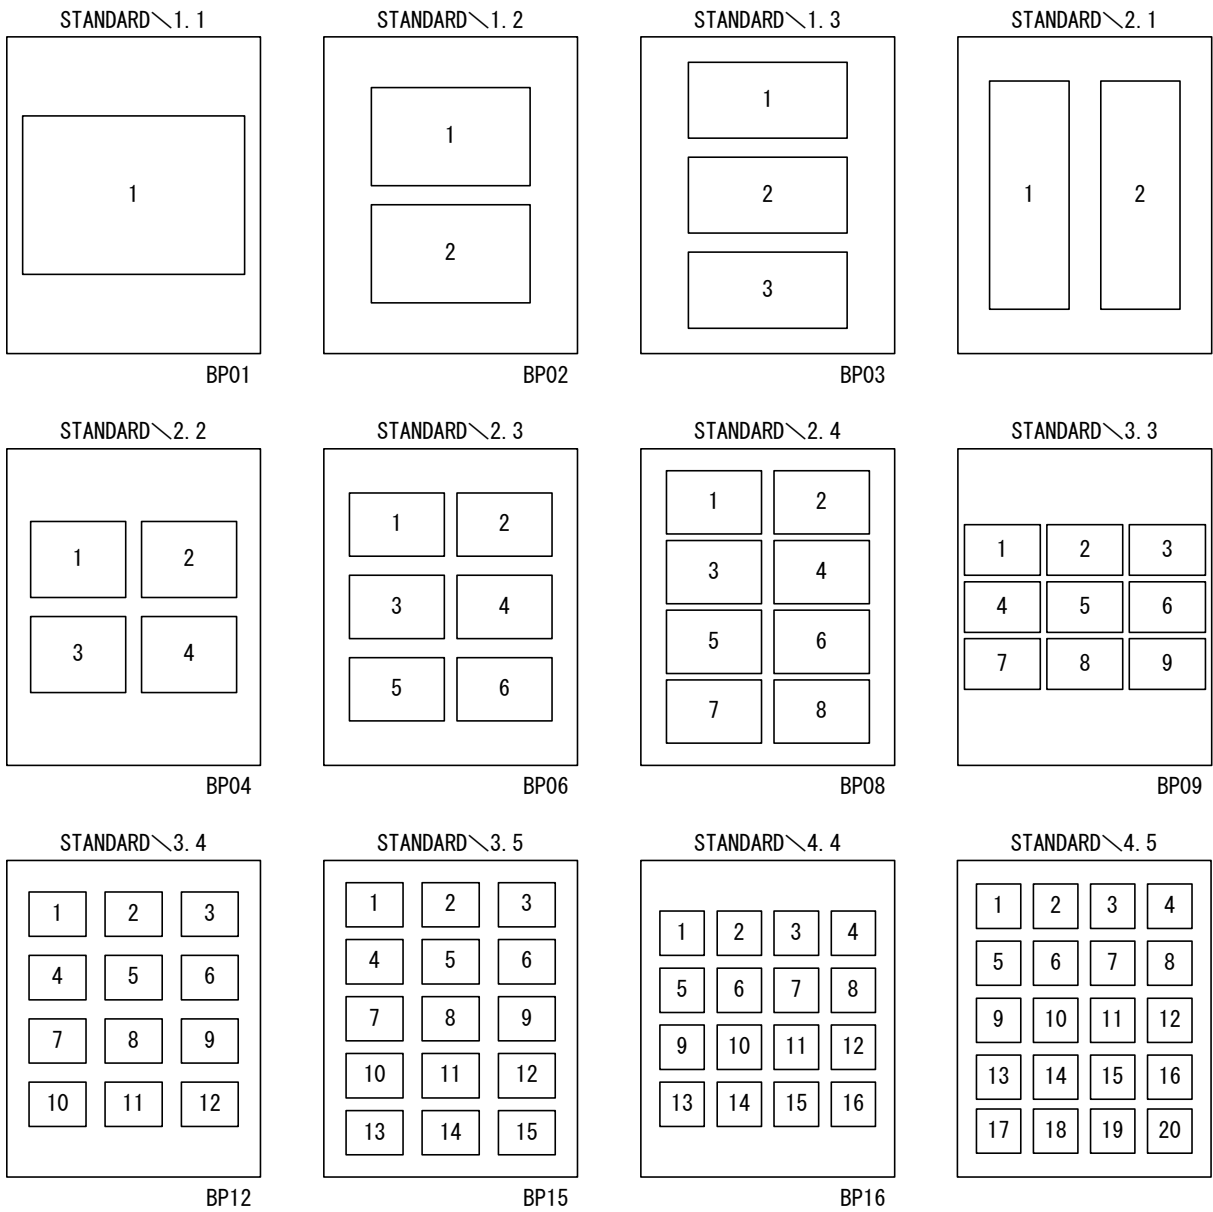 STANDARD＼1.1
1
BP01
STANDARD＼1.2
1
2
BP02
STANDARD＼1.3
1
2
3
BP03
STANDARD＼2.1
1 2
STANDARD＼2.2
1 2
3 4
BP04
STANDARD＼2.3
1 2
3 4
5 6
BP06
STANDARD＼2.4
1 2
3 4
5 6
7 8
BP08
STANDARD＼3.3
1 2 3
4 5 6
7 8 9
BP09
STANDARD＼3.4
1 2 3
4 5 6
7 8 9
10 11 12
BP12
STANDARD＼3.5
1 2 3
4 5 6
7 8 9
10 11 12
13 14 15
BP15
STANDARD＼4.4
1 2 3 4
5 6 7 8
9 10 11 12
13 14 15 16
BP16
STANDARD＼4.5
1 2 3 4
5 6 7 8
9 10 11 12
13 14 15 16
17 18 19 20